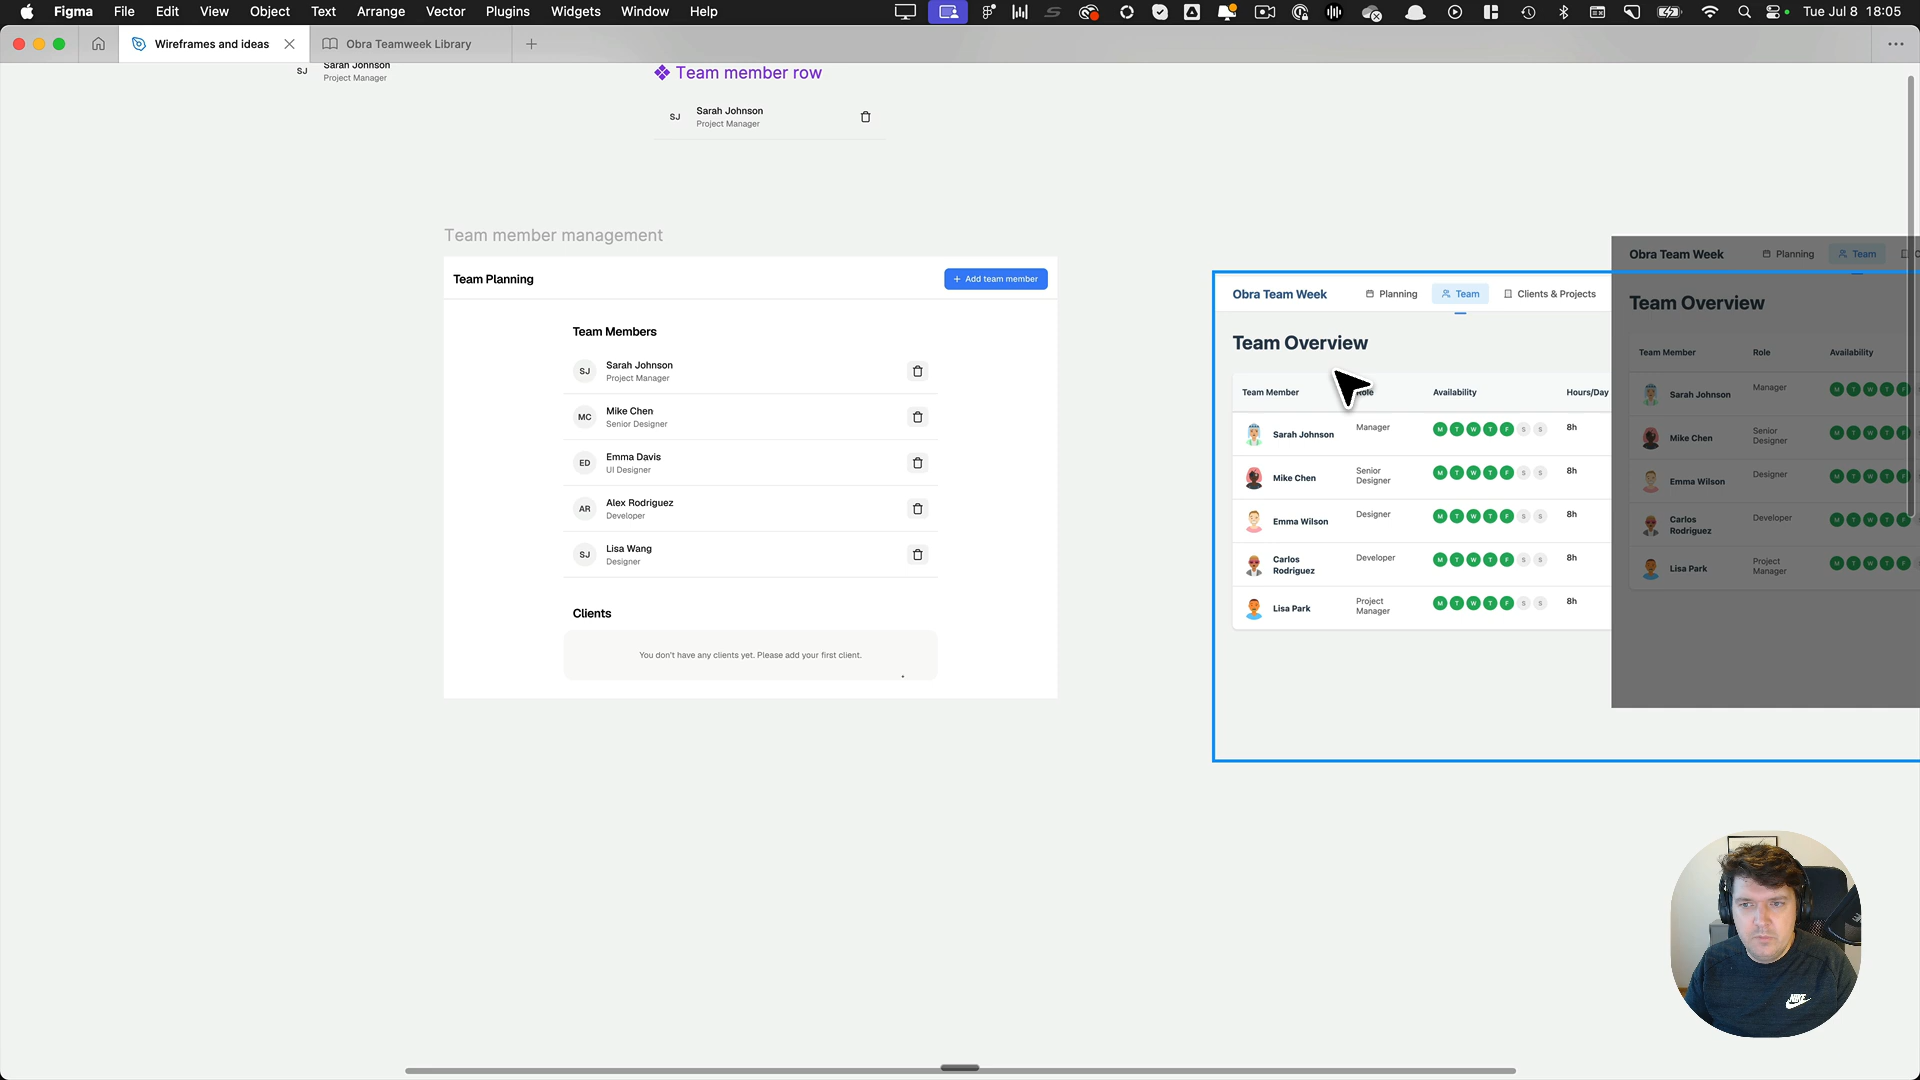 Figma File Edit View Object Text Arrange Vector Plugins Widgets Window Help
Tue Jul 8 18:05
Wireframes and ideas
Obra Teamweek Library
SJ
Sarah Johnson
Project Manager
Team member row
SJ
Sarah Johnson
Project Manager
Team member management
Team Planning
+ Add team member
Team Members
SJ
Sarah Johnson
Project Manager
MC
Mike Chen
Senior Designer
ED
Emma Davis
UI Designer
AR
Alex Rodriguez
Developer
SJ
Lisa Wang
Designer
Clients
You don't have any clients yet. Please add your first client.
Obra Team Week
Planning
Team
Clients & Projects
Team Overview
Team Member
Availability
Hours/Day
Sarah Johnson
Manager
M T W T F S S
8h
Mike Chen
Senior
Designer
M T W T F S S
8h
Emma Wilson
Designer
M T W T F S S
8h
Carlos
Rodriguez
Developer
M T W T F S S
8h
Lisa Park
Project
Manager
M T W T F S S
8h
Obra Team Week
Planning
Team
Team Overview
Team Member
Role
Availability
Sarah Johnson
Manager
M T W T F
Mike Chen
Senior
Designer
M T W T F
Emma Wilson
Designer
M T W T F
Carlos
Rodriguez
Developer
M T W T F
Lisa Park
Project
Manager
M T W T F
NIKE